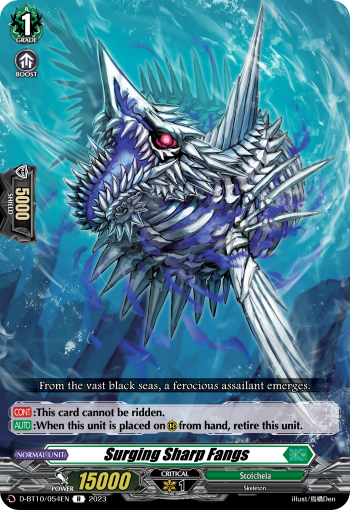 1
GRADE
BOOST
5000
SHIELD
From the vast black seas, a ferocious assailant emerges.
CONT:This card cannot be ridden.
AUTO:When this unit is placed on from hand, retire this unit.
NORMAL UNIT
Surging Sharp Fangs
POWER 15000
CRITICAL
1
Stoicheia
Skeleton
D-BT10/054EN R 2023
illust/鳥橋Den